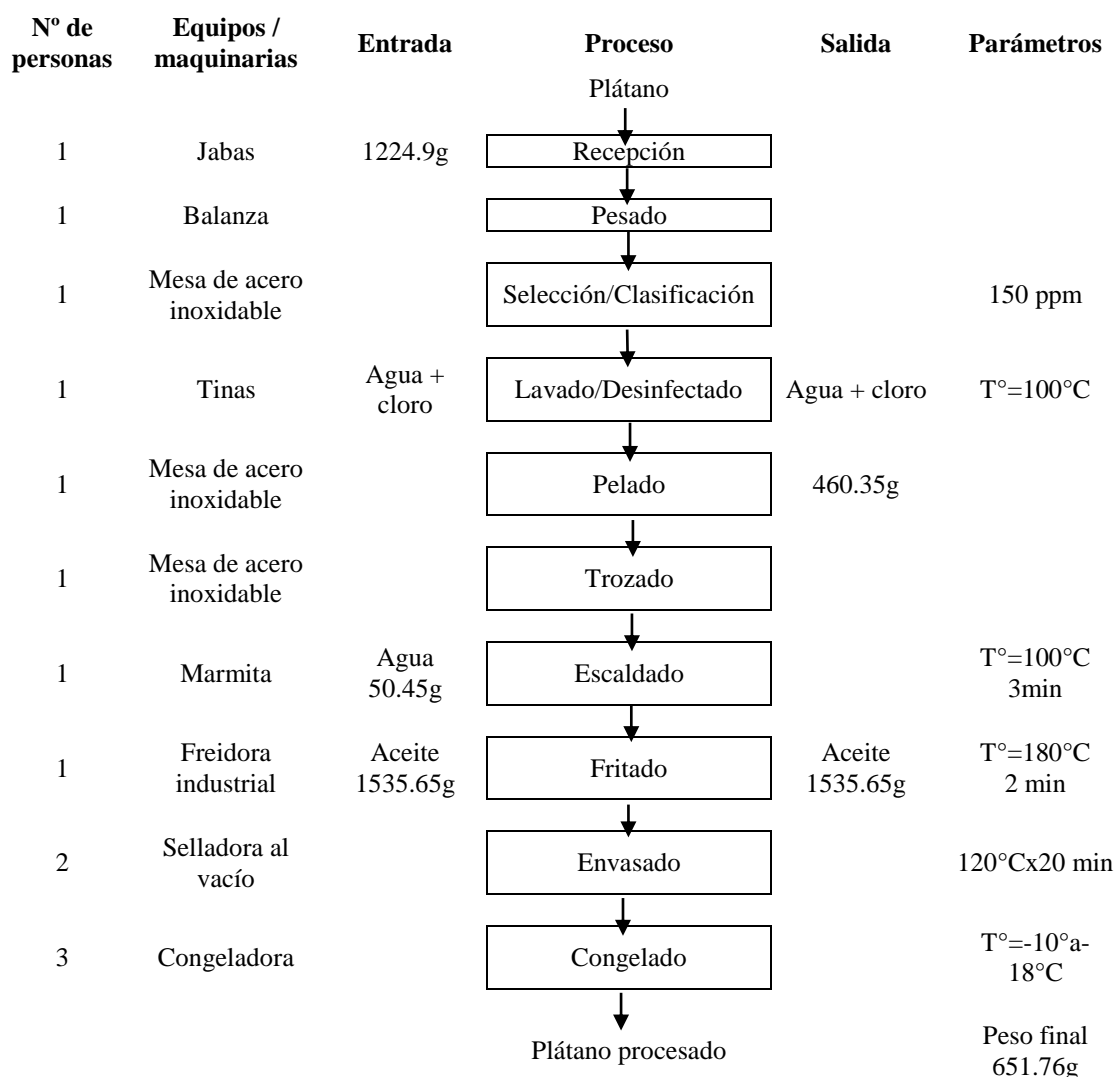 Nº de personas
Equipos / maquinarias
Entrada
Proceso
Salida
Parámetros
Plátano
1
Jabas
1224.9g
Recepción
1
Balanza
Pesado
1
Mesa de acero
inoxidable
Selección/Clasificación
150 ppm
1
Tinas
Agua +
cloro
Lavado/Desinfectado
Agua + cloro
T°=100°C
1
Mesa de acero
inoxidable
Pelado
460.35g
1
Mesa de acero
inoxidable
Trozado
1
Marmita
Agua
50.45g
Escaldado
T°=100°C
3min
1
Freidora
industrial
Aceite
1535.65g
Fritado
Aceite
1535.65g
T°=180°C
2 min
2
Selladora al
vacío
Envasado
120°Cx20 min
3
Congeladora
Congelado
T°=-10°a-
18°C
Plátano procesado
Peso final
651.76g